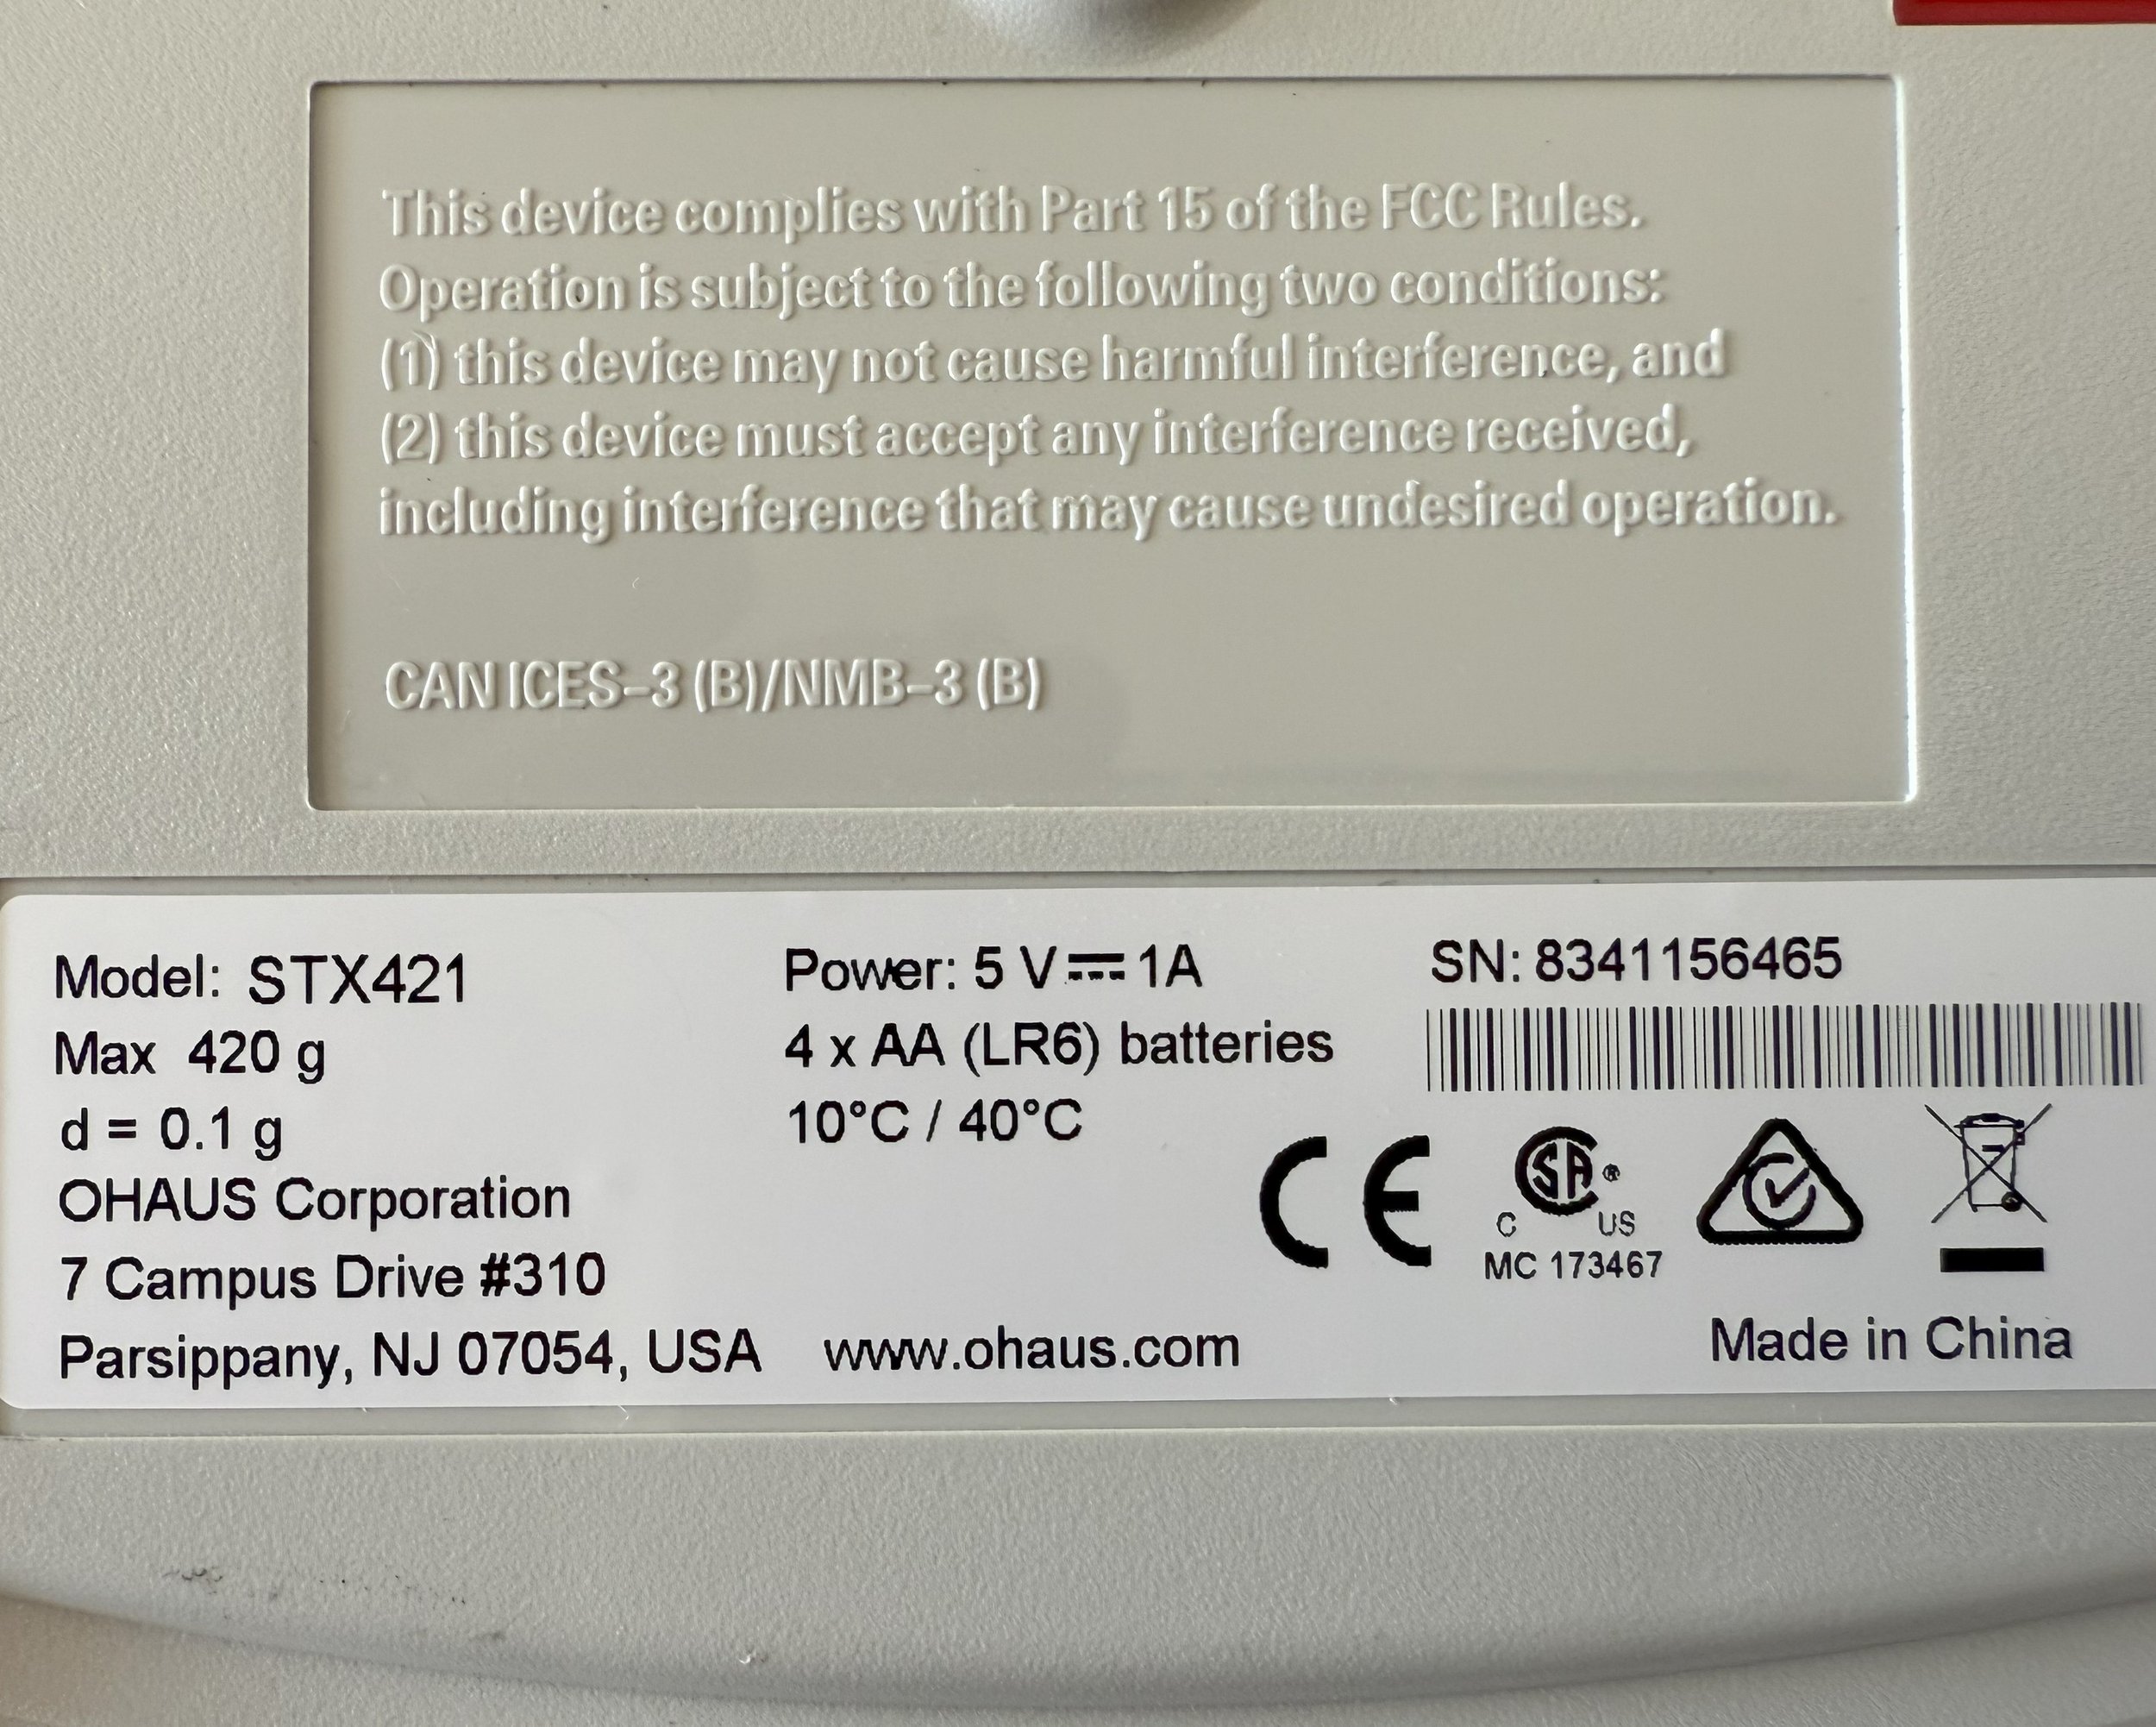 This device complies with Part 15 of the FCC Rules.
Operation is subject to the following two conditions:
(1) this device may not cause harmful interference, and
(2) this device must accept any interference received,
including interference that may cause undesired operation.
CAN ICES–3 (B)/NMB–3 (B)
Model: STX421
Max 420 g
d = 0.1 g
OHAUS Corporation
7 Campus Drive #310
Parsippany, NJ 07054, USA www.ohaus.com
Power: 5 V⎓1A
4 x AA (LR6) batteries
10°C / 40°C
SN: 8341156465
CE
SA®
C US
MC 173467
Made in China